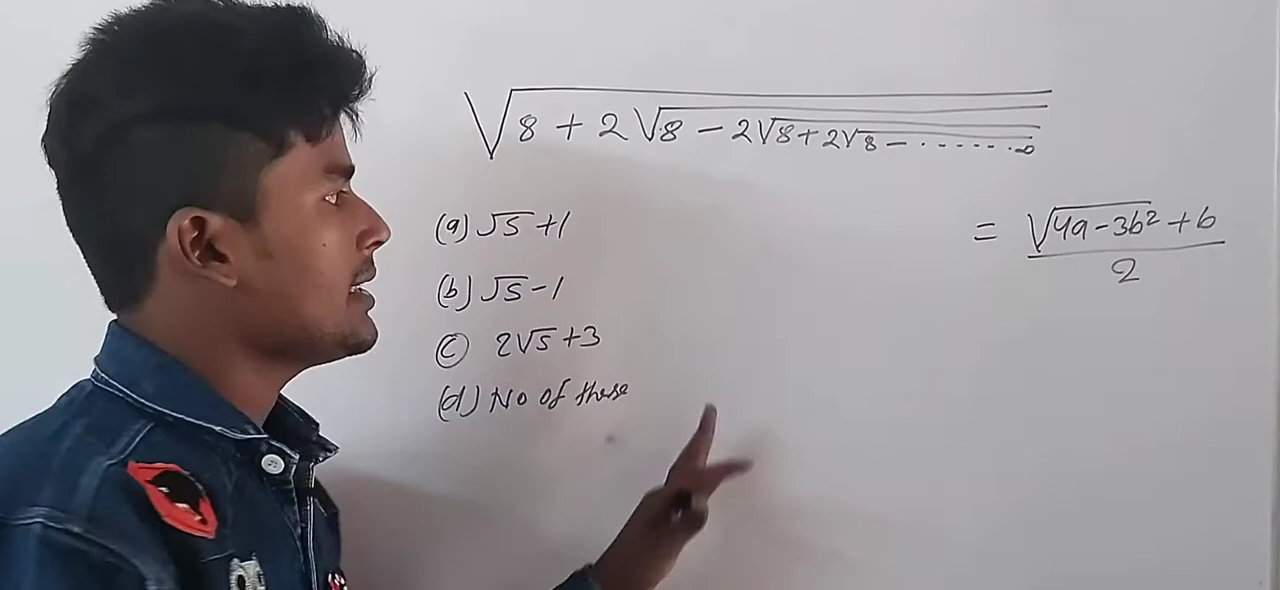 √8 + 2√8 − 2√8 + 2√8 − ....... ∞
(a) √5 + 1
(b) √5 − 1
(c) 2√5 + 3
(d) No of these
= √4a − 3b² + b
2